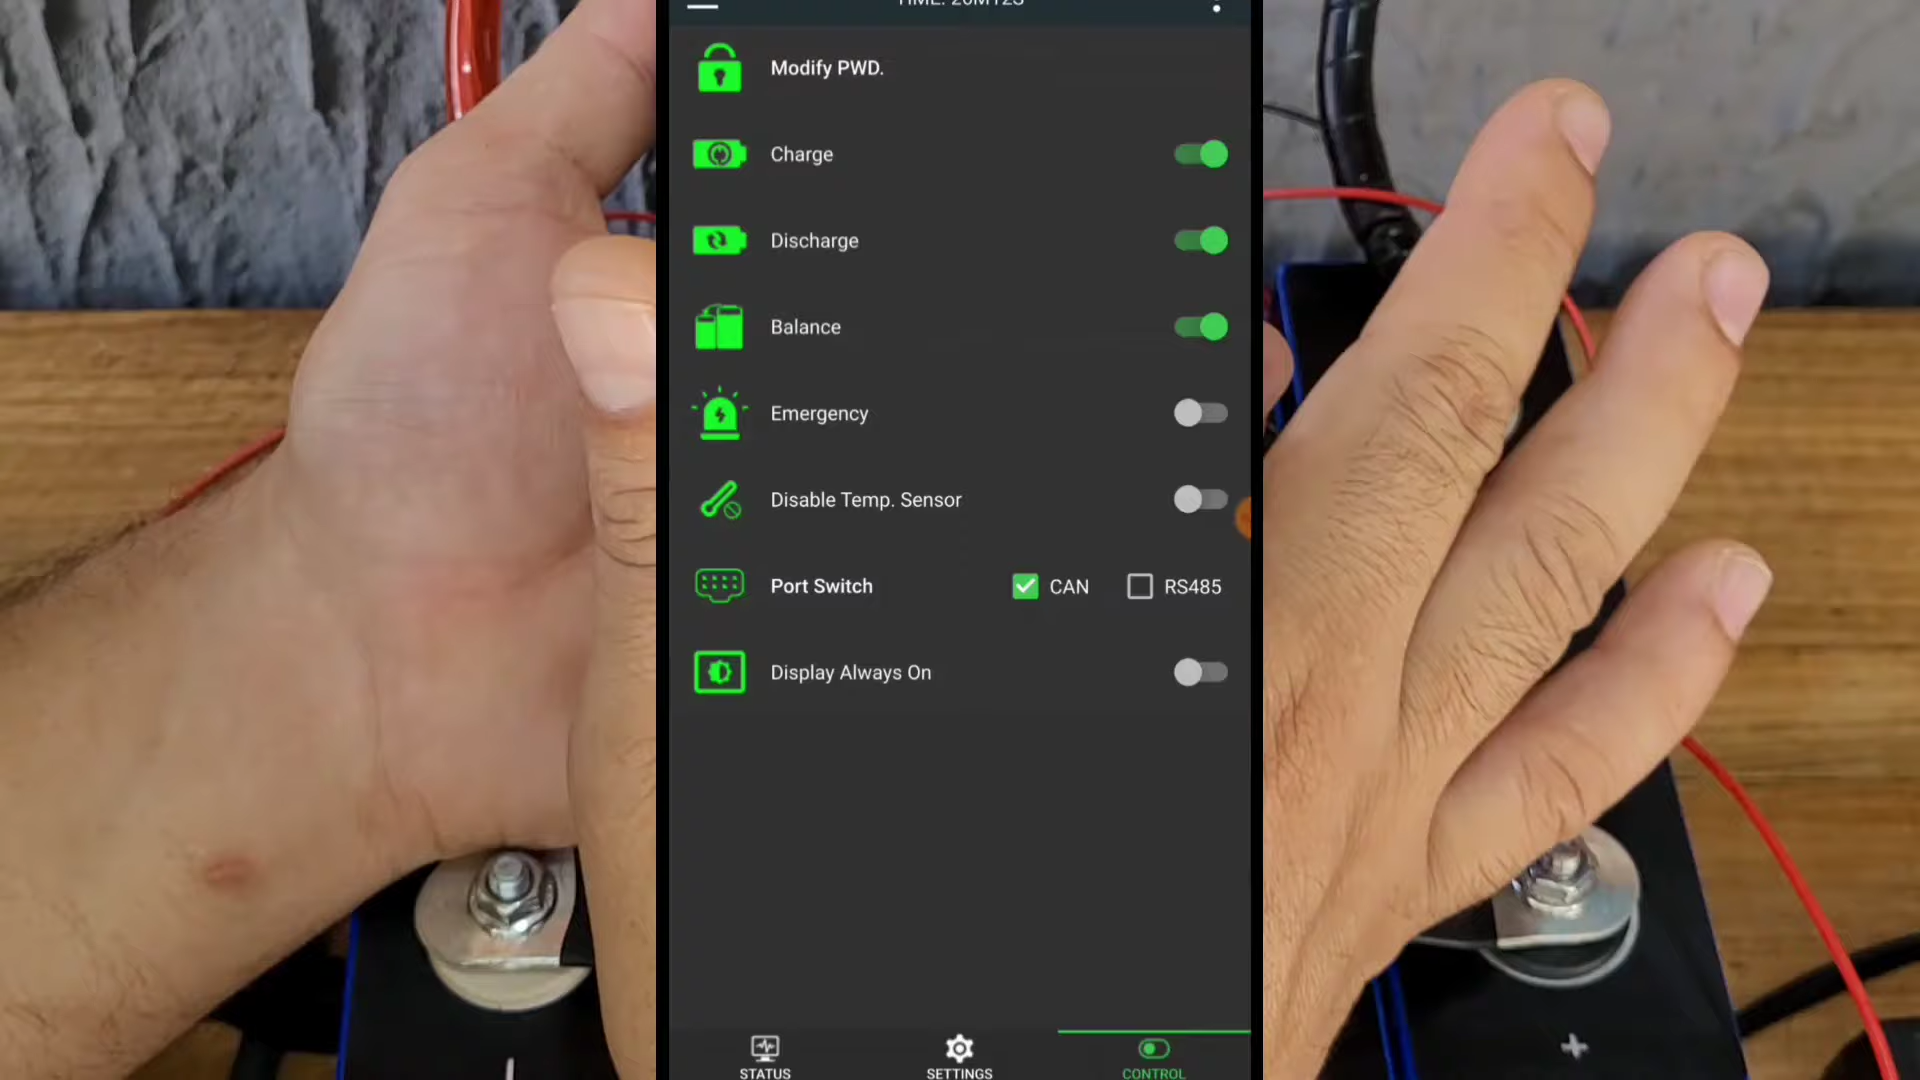 Modify PWD.
Charge
Discharge
Balance
Emergency
Disable Temp. Sensor
Port Switch CAN RS485
Display Always On
STATUS SETTINGS CONTROL